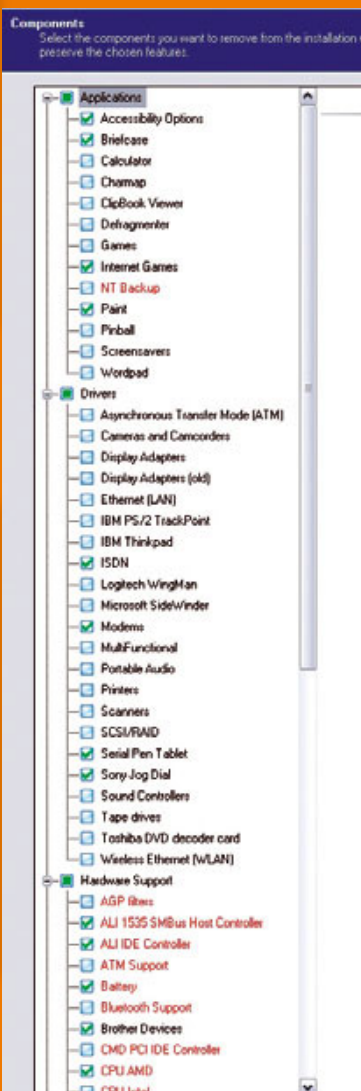 Components
Select the components you want to remove from the installation
preserve the chosen features.
Applications
Accessibility Options
Briefcase
Calculator
Charmap
ClipBook Viewer
Defragmenter
Games
Internet Games
NT Backup
Paint
Pinball
Screensavers
Wordpad
Drivers
Asynchronous Transfer Mode (ATM)
Cameras and Camcorders
Display Adapters
Display Adapters (old)
Ethernet (LAN)
IBM PS/2 TrackPoint
IBM Thinkpad
ISDN
Logitech WingMan
Microsoft SideWinder
Modems
MultiFunctional
Portable Audio
Printers
Scanners
SCSI/RAID
Serial Pen Tablet
Sony Jog Dial
Sound Controllers
Tape drives
Toshiba DVD decoder card
Wireless Ethernet (WLAN)
Hardware Support
AGP filters
ALI 1535 SMBus Host Controller
ALI IDE Controller
ATM Support
Battery
Bluetooth Support
Brother Devices
CMD PCI IDE Controller
CPU AMD
CPU Intel